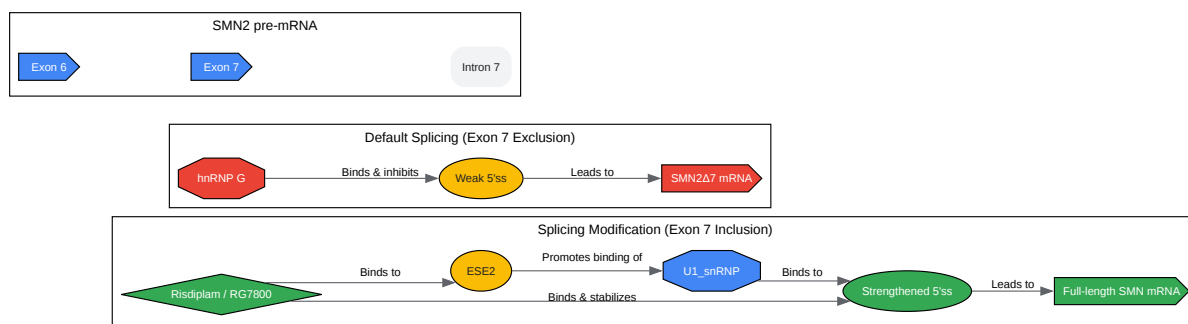 SMN2 pre-mRNA
Exon 6
Exon 7
Intron 7
Default Splicing (Exon 7 Exclusion)
hnRNP G
Binds & inhibits
Weak 5'ss
Leads to
SMN2Δ7 mRNA
Splicing Modification (Exon 7 Inclusion)
Risdiplam / RG7800
Binds to
ESE2
Promotes binding of
U1_snRNP
Binds to
Binds & stabilizes
Strengthened 5'ss
Leads to
Full-length SMN mRNA